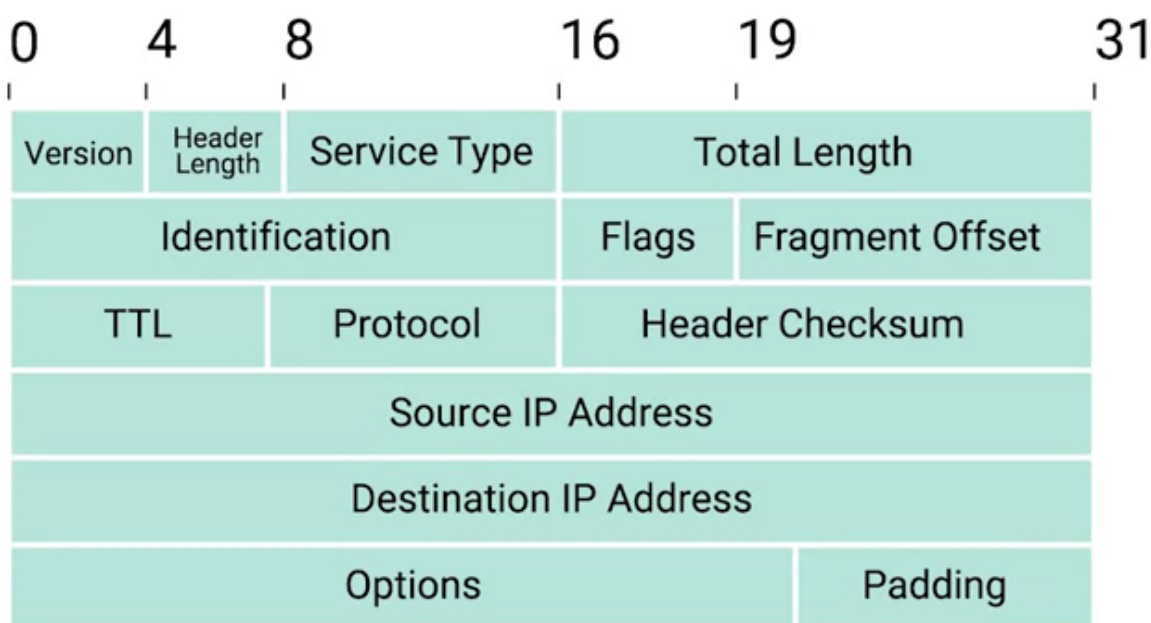 0 4 8 16 19 31
Version Header Length Service Type Total Length
Identification Flags Fragment Offset
TTL Protocol Header Checksum
Source IP Address
Destination IP Address
Options Padding